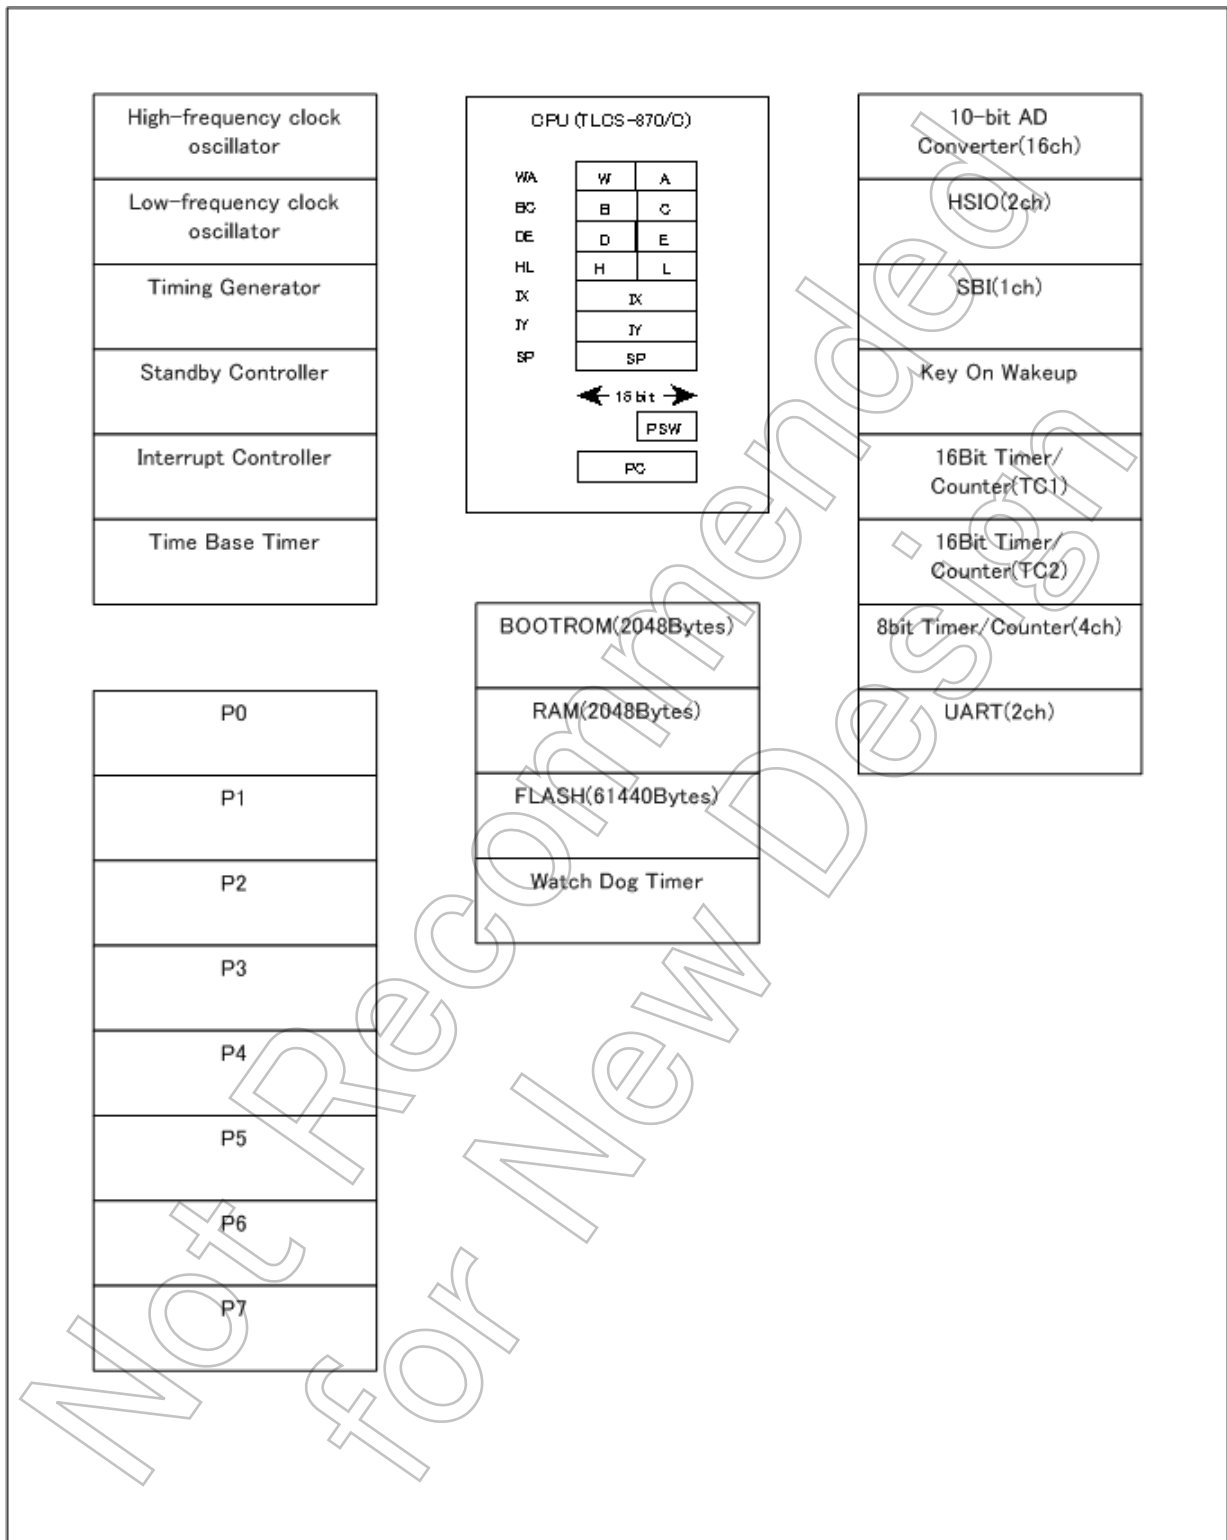 High-frequency clock
oscillator
Low-frequency clock
oscillator
Timing Generator
Standby Controller
Interrupt Controller
Time Base Timer
P0
P1
P2
P3
P4
P5
P6
P7
CPU (TLCS-870/C)
WA W A
BC B C
DE D E
HL H L
IX IX
IY IY
SP SP
16bit
PSW
PC
BOOTROM(2048Bytes)
RAM(2048Bytes)
FLASH(61440Bytes)
Watch Dog Timer
10-bit AD
Converter(16ch)
HSIO(2ch)
SBI(1ch)
Key On Wakeup
16Bit Timer/
Counter(TC1)
16Bit Timer/
Counter(TC2)
8bit Timer/Counter(4ch)
UART(2ch)
Not Recommended
for New Design